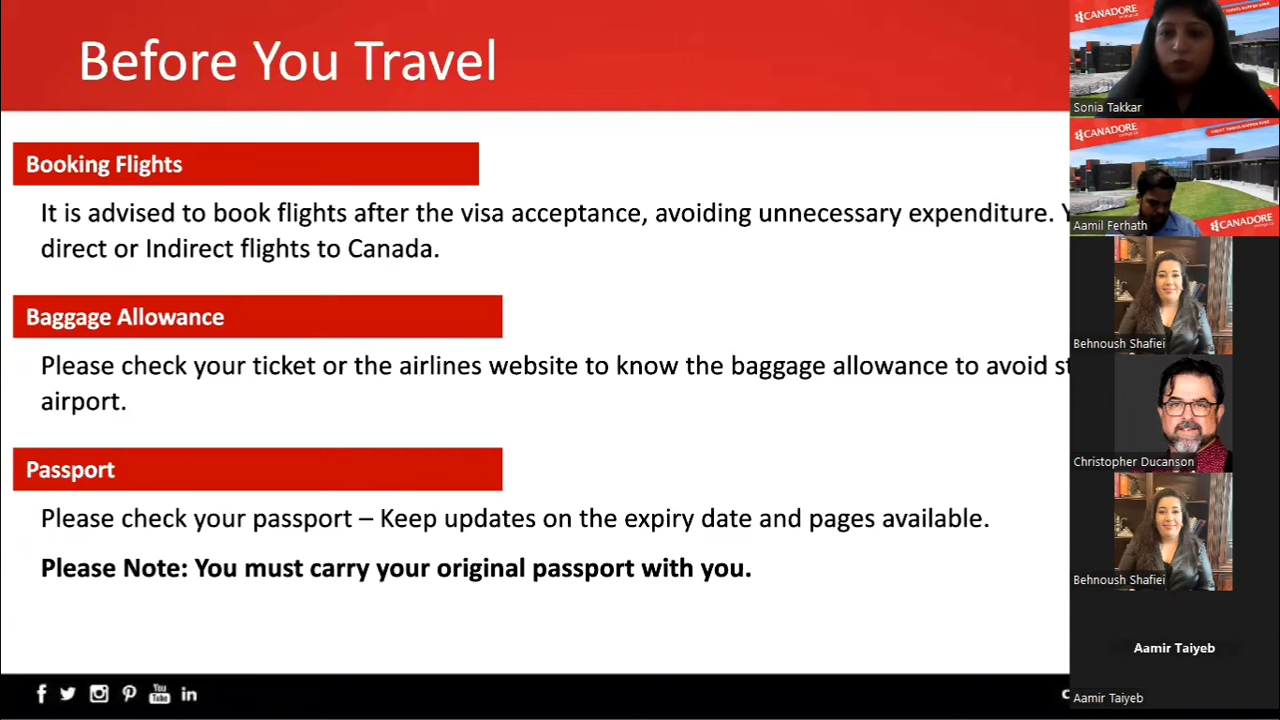 Before You Travel
Booking Flights
It is advised to book flights after the visa acceptance, avoiding unnecessary expenditure.
direct or Indirect flights to Canada.
Baggage Allowance
Please check your ticket or the airlines website to know the baggage allowance to avoid
airport.
Passport
Please check your passport – Keep updates on the expiry date and pages available.
Please Note: You must carry your original passport with you.
You Tube
in
CANADORE
Sonia Takkar
CANADORE
CANADORE
Aamil Ferhath
Behnoush Shafiei
Christopher Ducanson
Behnoush Shafiei
Aamir Taiyeb
Aamir Taiyeb